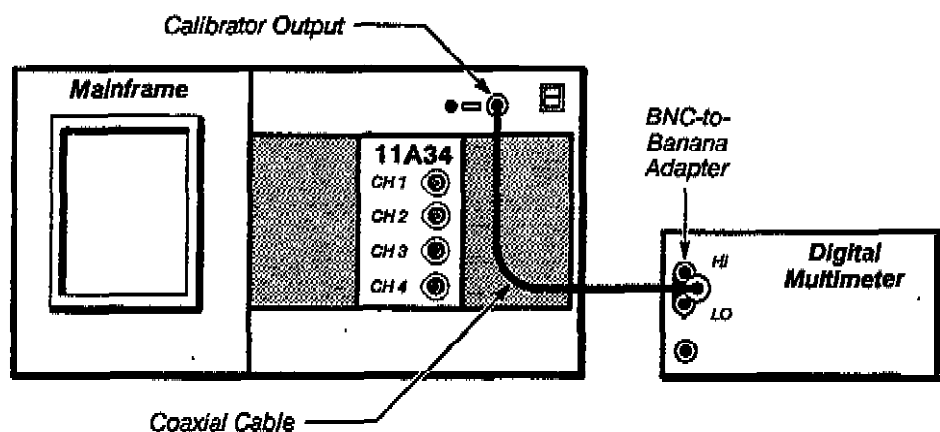 Calibrator Output
Mainframe
BNC-to-
Banana
Adapter
11A34
CH 1
CH 2
CH 3
CH 4
HI
LO
Digital
Multimeter
Coaxial Cable